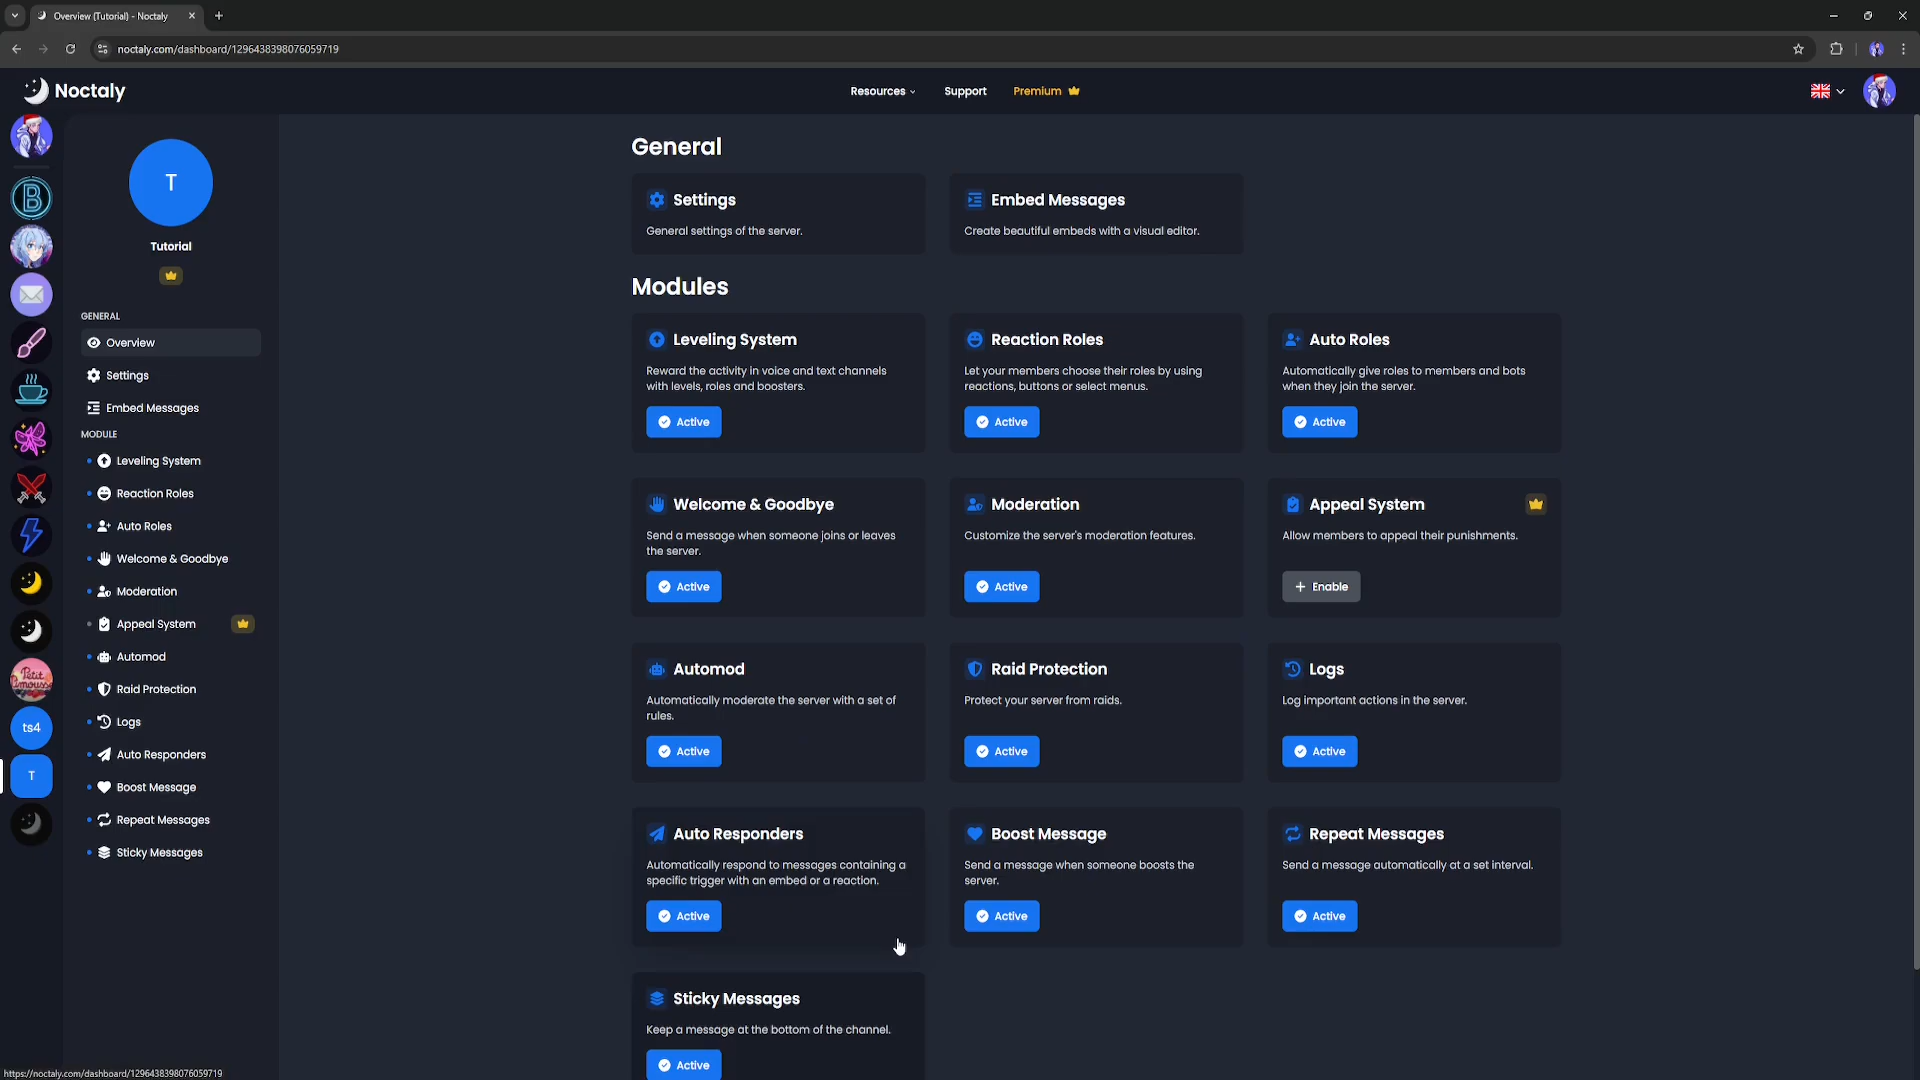 Overview (Tutorial) - Noctaly
noctaly.com/dashboard/1296438398076059719
Noctaly
Resources
Support
Premium
T
Tutorial
GENERAL
Overview
Settings
Embed Messages
MODULE
Leveling System
Reaction Roles
Auto Roles
Welcome & Goodbye
Moderation
Appeal System
Automod
Raid Protection
Logs
Auto Responders
Boost Message
Repeat Messages
Sticky Messages
B
Petit
ts4
T
General
Settings
General settings of the server.
Embed Messages
Create beautiful embeds with a visual editor.
Modules
Leveling System
Reward the activity in voice and text channels
with levels, roles and boosters.
Active
Reaction Roles
Let your members choose their roles by using
reactions, buttons or select menus.
Active
Auto Roles
Automatically give roles to members and bots
when they join the server.
Active
Welcome & Goodbye
Send a message when someone joins or leaves
the server.
Active
Moderation
Customize the server's moderation features.
Active
Appeal System
Allow members to appeal their punishments.
Enable
Automod
Automatically moderate the server with a set of
rules.
Active
Raid Protection
Protect your server from raids.
Active
Logs
Log important actions in the server.
Active
Auto Responders
Automatically respond to messages containing a
specific trigger with an embed or a reaction.
Active
Boost Message
Send a message when someone boosts the
server.
Active
Repeat Messages
Send a message automatically at a set interval.
Active
Sticky Messages
Keep a message at the bottom of the channel.
Active
https://noctaly.com/dashboard/1296438398076059719